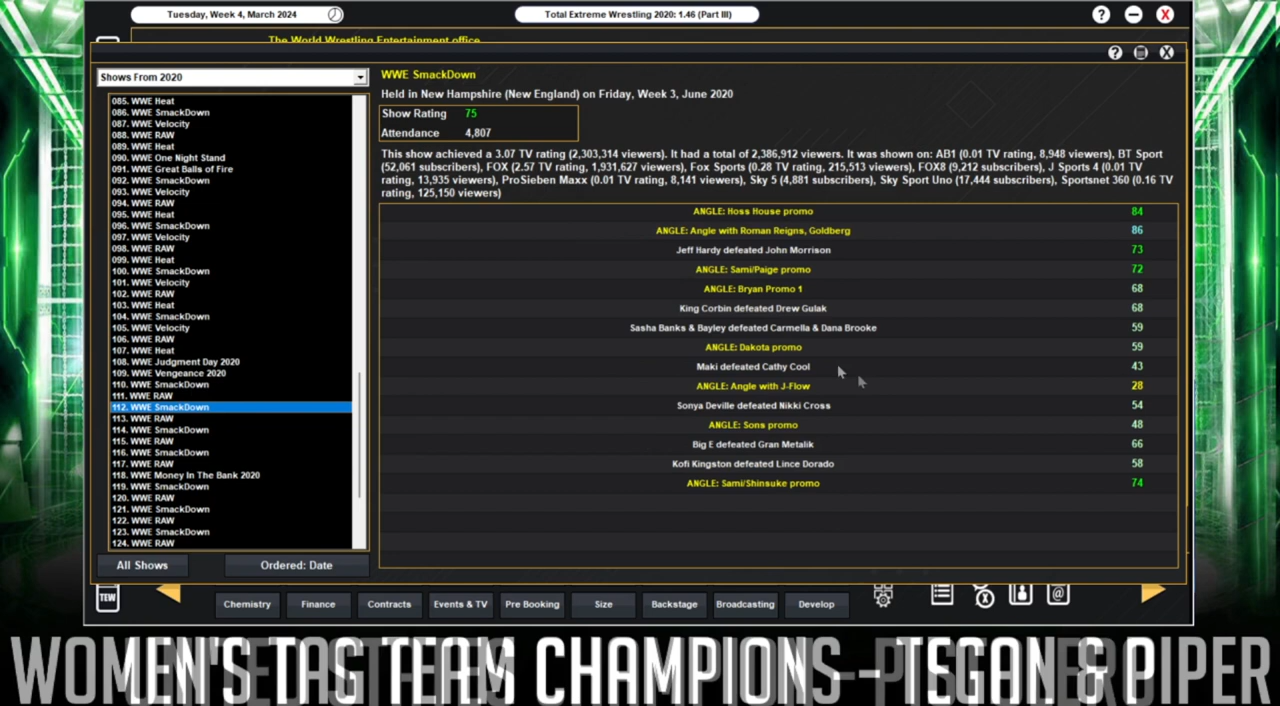 Tuesday, Week 4, March 2024
Total Extreme Wrestling 2020: 1.46 (Part III)
The World Wrestling Entertainment office
Shows From 2020
085. WWE Heat
086. WWE SmackDown
087. WWE Velocity
088. WWE RAW
089. WWE Heat
090. WWE One Night Stand
091. WWE Great Balls of Fire
092. WWE SmackDown
093. WWE Velocity
094. WWE RAW
095. WWE Heat
096. WWE SmackDown
097. WWE Velocity
098. WWE RAW
099. WWE Heat
100. WWE SmackDown
101. WWE Velocity
102. WWE RAW
103. WWE Heat
104. WWE SmackDown
105. WWE Velocity
106. WWE RAW
107. WWE Heat
108. WWE Judgment Day 2020
109. WWE Vengeance 2020
110. WWE SmackDown
111. WWE RAW
112. WWE SmackDown
113. WWE RAW
114. WWE SmackDown
115. WWE RAW
116. WWE SmackDown
117. WWE RAW
118. WWE Money In The Bank 2020
119. WWE SmackDown
120. WWE RAW
121. WWE SmackDown
122. WWE RAW
123. WWE SmackDown
124. WWE RAW
All Shows
Ordered: Date
WWE SmackDown
Held in New Hampshire (New England) on Friday, Week 3, June 2020
Show Rating 75
Attendance 4,807
This show achieved a 3.07 TV rating (2,303,314 viewers). It had a total of 2,386,912 viewers. It was shown on: AB1 (0.01 TV rating, 8,948 viewers), BT Sport
(52,061 subscribers), FOX (2.57 TV rating, 1,931,627 viewers), Fox Sports (0.28 TV rating, 215,513 viewers), FOX8 (9,212 subscribers), J Sports 4 (0.01 TV
rating, 13,935 viewers), ProSieben Maxx (0.01 TV rating, 8,141 viewers), Sky 5 (4,881 subscribers), Sky Sport Uno (17,444 subscribers), Sportsnet 360 (0.16 TV
rating, 125,150 viewers)
ANGLE: Hoss House promo 84
ANGLE: Angle with Roman Reigns, Goldberg 86
Jeff Hardy defeated John Morrison 73
ANGLE: Sami/Paige promo 72
ANGLE: Bryan Promo 1 68
King Corbin defeated Drew Gulak 68
Sasha Banks & Bayley defeated Carmella & Dana Brooke 59
ANGLE: Dakota promo 59
Maki defeated Cathy Cool 43
ANGLE: Angle with J-Flow 28
Sonya Deville defeated Nikki Cross 54
ANGLE: Sons promo 48
Big E defeated Gran Metalik 66
Kofi Kingston defeated Lince Dorado 58
ANGLE: Sami/Shinsuke promo 74
TEW
Chemistry
Finance
Contracts
Events & TV
Pre Booking
Size
Backstage
Broadcasting
Develop
WOMEN'S TAG TEAM CHAMPIONS-- & PIPER